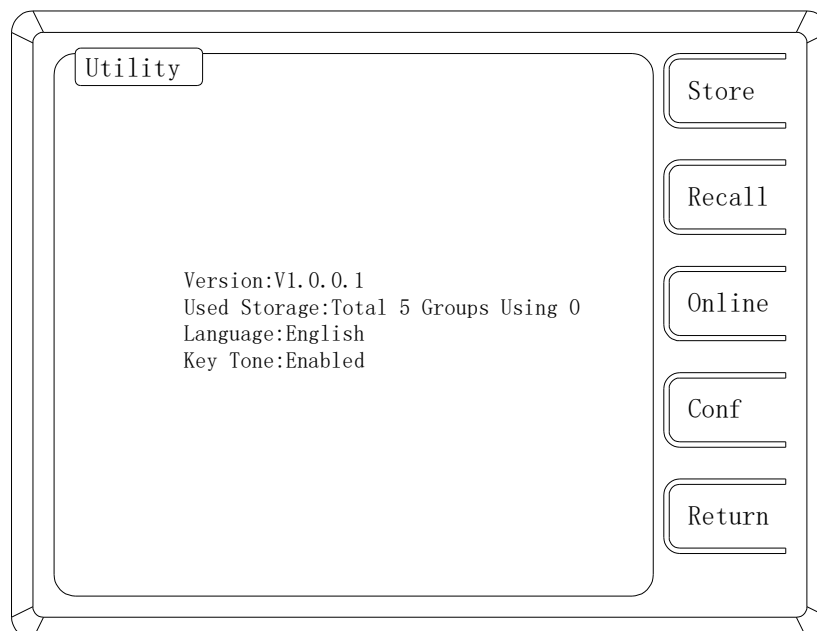 Utility
Version:V1.0.0.1
Used Storage:Total 5 Groups Using 0
Language:English
Key Tone:Enabled
Store
Recall
Online
Conf
Return